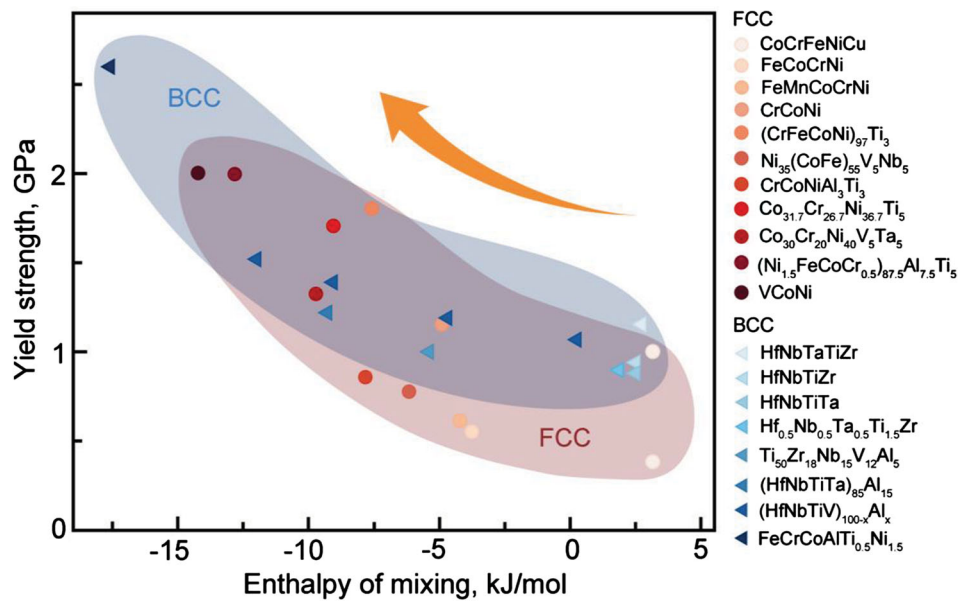 Yield strength, GPa
2
1
0
BCC
FCC
-15
-10
-5
0
5
Enthalpy of mixing, kJ/mol
FCC
CoCrFeNiCu
FeCoCrNi
FeMnCoCrNi
CrCoNi
(CrFeCoNi)97Ti3
Ni35(CoFe)55V5Nb5
CrCoNiAl3Ti3
Co31.7Cr26.7Ni36.7Ti5
Co30Cr20Ni40V5Ta5
(Ni1.5FeCoCr0.5)87.5Al7.5Ti5
VCoNi
BCC
HfNbTaTiZr
HfNbTiZr
HfNbTiTa
Hf0.5Nb0.5Ta0.5Ti1.5Zr
Ti50Zr18Nb15V12Al5
(HfNbTiTa)85Al15
(HfNbTiV)100-xAlx
FeCrCoAlTi0.5Ni1.5